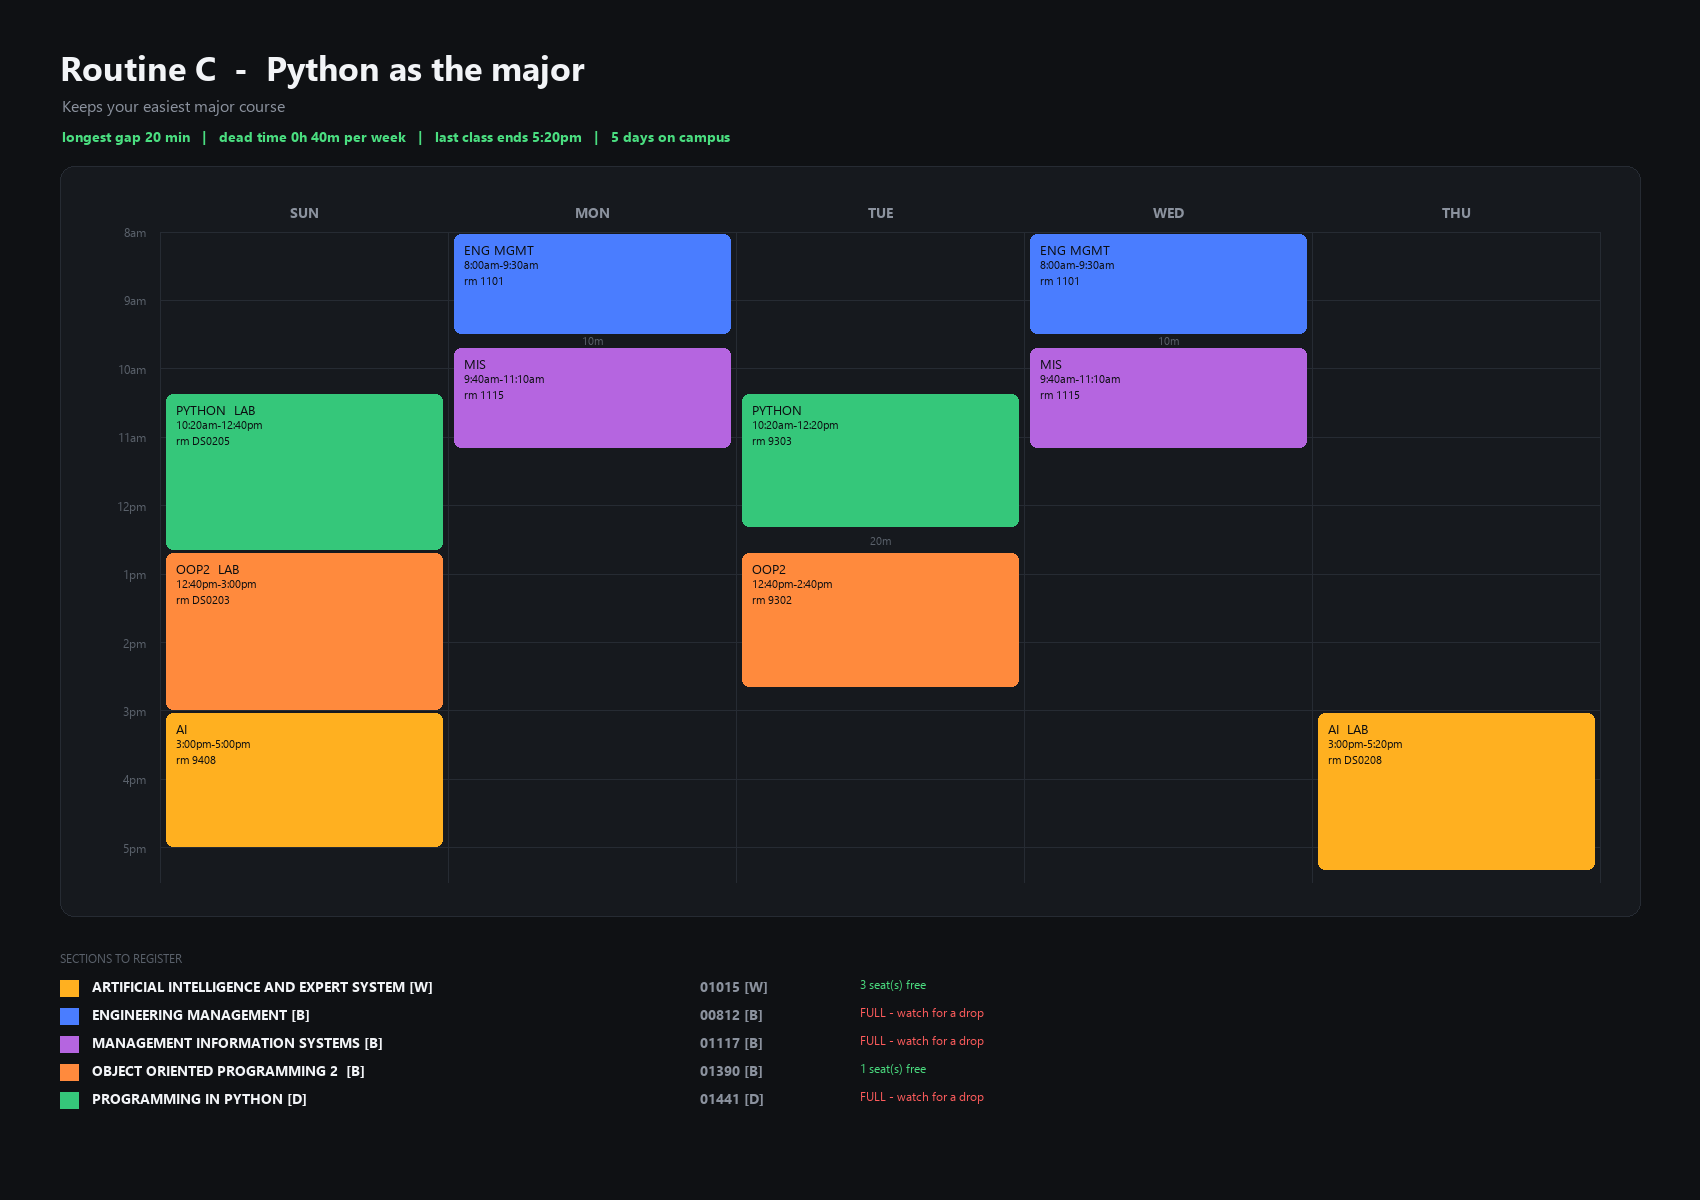 Routine C  -  Python as the major
Keeps your easiest major course
longest gap 20 min   |   dead time 0h 40m per week   |   last class ends 5:20pm   |   5 days on campus
SUN
MON
TUE
WED
THU
8am
9am
10am
11am
12pm
1pm
2pm
3pm
4pm
5pm
PYTHON  LAB
10:20am-12:40pm
rm DS0205
OOP2  LAB
12:40pm-3:00pm
rm DS0203
AI
3:00pm-5:00pm
rm 9408
ENG MGMT
8:00am-9:30am
rm 1101
10m
MIS
9:40am-11:10am
rm 1115
PYTHON
10:20am-12:20pm
rm 9303
20m
OOP2
12:40pm-2:40pm
rm 9302
ENG MGMT
8:00am-9:30am
rm 1101
10m
MIS
9:40am-11:10am
rm 1115
AI  LAB
3:00pm-5:20pm
rm DS0208
SECTIONS TO REGISTER
ARTIFICIAL INTELLIGENCE AND EXPERT SYSTEM [W] 01015 [W] 3 seat(s) free
ENGINEERING MANAGEMENT [B] 00812 [B] FULL - watch for a drop
MANAGEMENT INFORMATION SYSTEMS [B] 01117 [B] FULL - watch for a drop
OBJECT ORIENTED PROGRAMMING 2  [B] 01390 [B] 1 seat(s) free
PROGRAMMING IN PYTHON [D] 01441 [D] FULL - watch for a drop